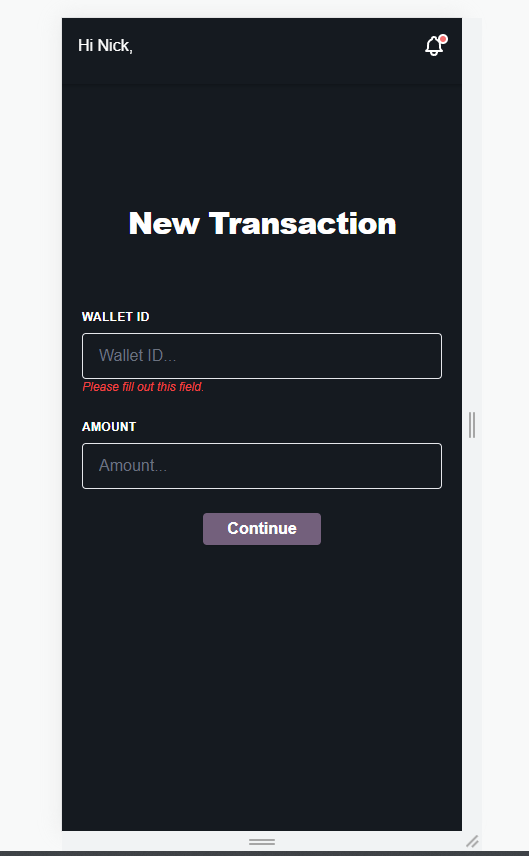 Hi Nick,
New Transaction
WALLET ID
Wallet ID...
Please fill out this field.
AMOUNT
Amount...
Continue